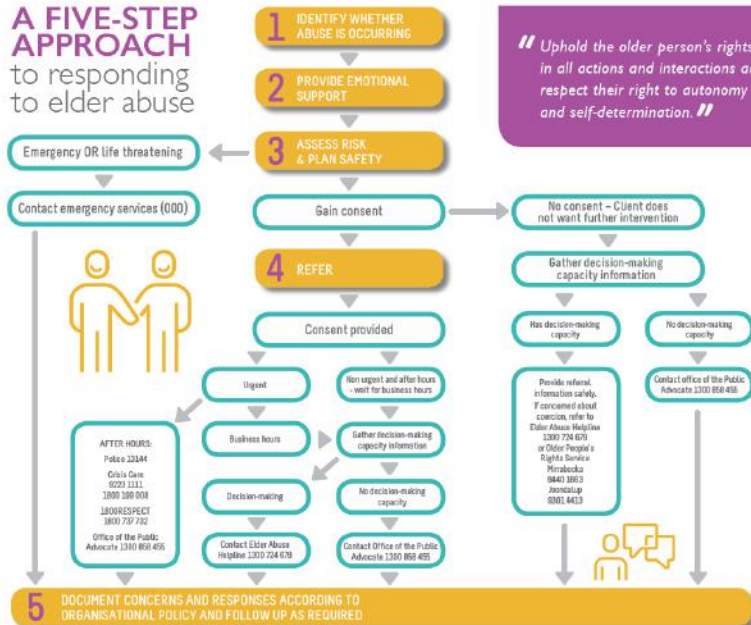 A FIVE-STEP
APPROACH
to responding
to elder abuse
1 IDENTIFY WHETHER
ABUSE IS OCCURRING
2 PROVIDE EMOTIONAL
SUPPORT
3 ASSESS RISK
& PLAN SAFETY
" Uphold the older person's rights
in all actions and interactions
respect their right to autonomy
and self-determination. "
Emergency OR life threatening
Contact emergency services (000)
Gain consent
No consent – Client does
not want further intervention
4 REFER
Gather decision-making
capacity information
Consent provided
Has decision-making
capacity
No decision-making
capacity
Urgent
Non urgent and after hours
- wait for business hours
Provide referral
information safely.
If concerned about
coercion, refer to
Elder Abuse Helpline
1300 724 679
or Older People's
Rights Service
Mirrabooka
9440 1663
Joondalup
9301 4413
Contact office of the Public
Advocate 1300 858 455
AFTER HOURS:
Police 13144
Crisis Care
9223 1111
1800 199 008
1800RESPECT
1800 737 732
Office of the Public
Advocate 1300 858 455
Business hours
Gather decision-making
capacity information
Decision-making
No decision-making
capacity
Contact Elder Abuse
Helpline 1300 724 679
Contact Office of the Public
Advocate 1300 858 455
5 DOCUMENT CONCERNS AND RESPONSES ACCORDING TO
ORGANISATIONAL POLICY AND FOLLOW UP AS REQUIRED